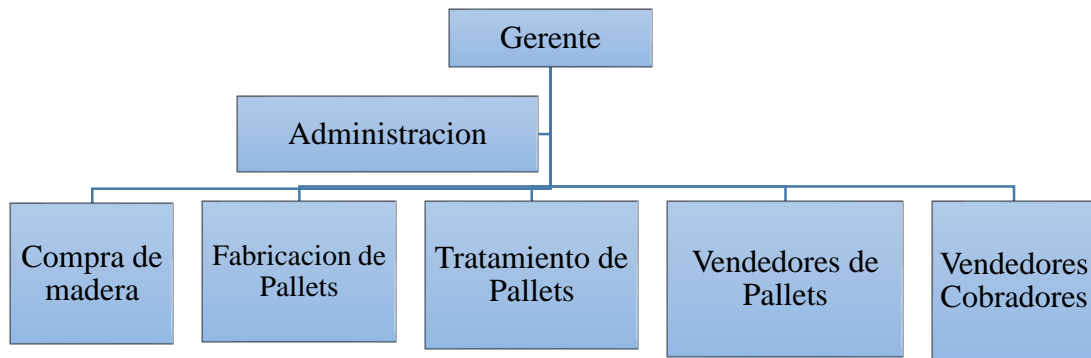 Gerente
Administracion
Compra de
madera
Fabricacion de
Pallets
Tratamiento de
Pallets
Vendedores de
Pallets
Vendedores
Cobradores